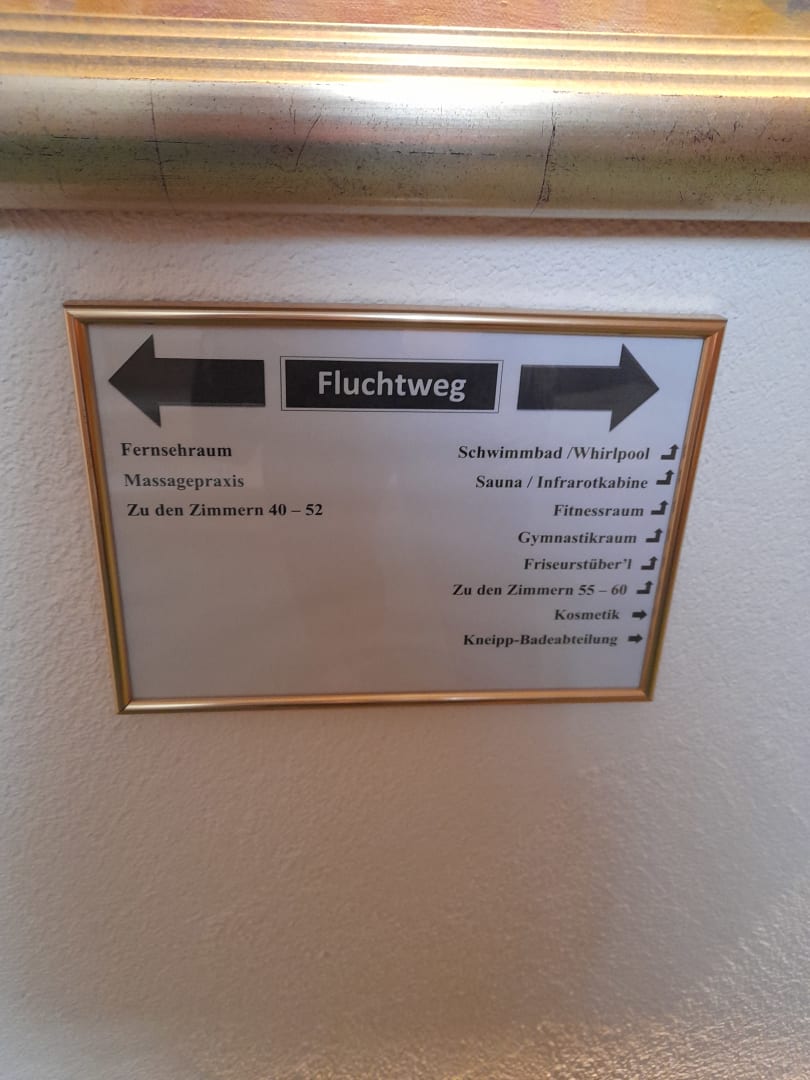 Fluchtweg
Fernsehraum
Massagepraxis
Zu den Zimmern 40 – 52
Schwimmbad /Whirlpool
Sauna / Infrarotkabine
Fitnessraum
Gymnastikraum
Friseurstüber'l
Zu den Zimmern 55 – 60
Kosmetik
Kneipp-Badeabteilung